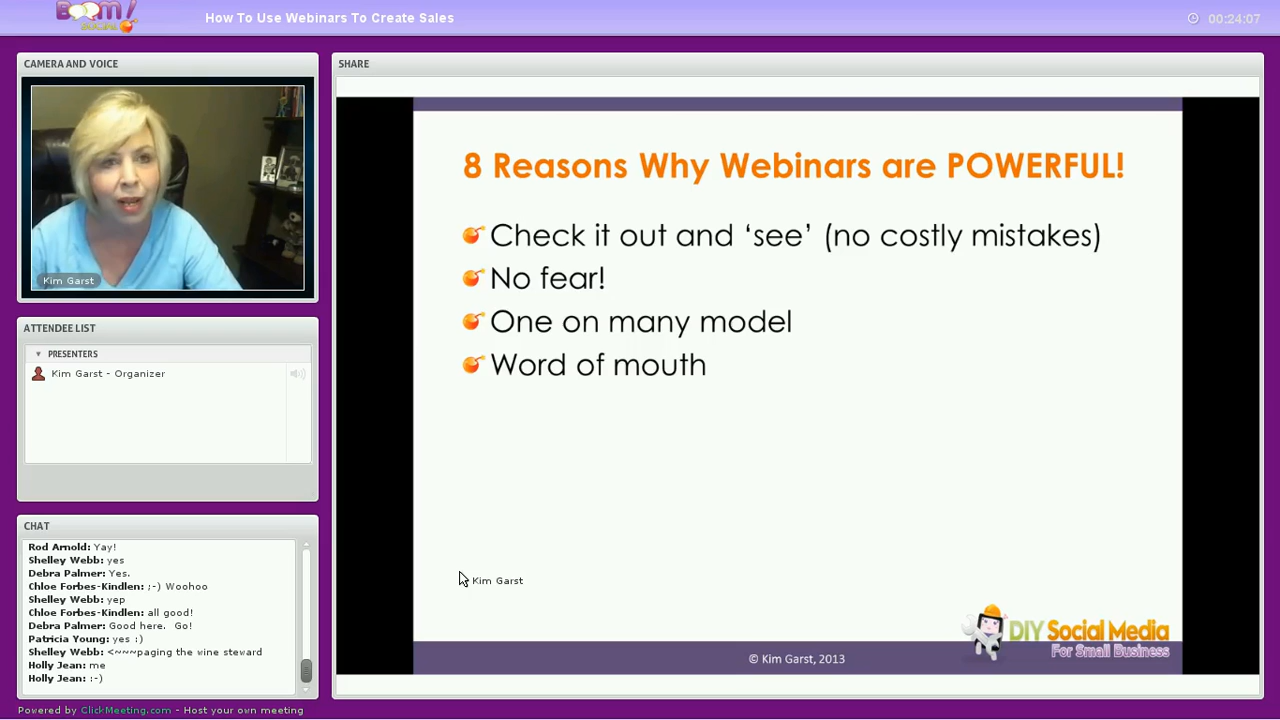 BOOM!
SOCIAL
How To Use Webinars To Create Sales
00:24:07
CAMERA AND VOICE
Kim Garst
ATTENDEE LIST
PRESENTERS
Kim Garst - Organizer
CHAT
Rod Arnold: Yay!
Shelley Webb: yes
Debra Palmer: Yes.
Chloe Forbes-Kindlen: ;-) Woohoo
Shelley Webb: yep
Chloe Forbes-Kindlen: all good!
Debra Palmer: Good here. Go!
Patricia Young: yes :)
Shelley Webb: <~~~paging the wine steward
Holly Jean: me
Holly Jean: :-)
SHARE
8 Reasons Why Webinars are POWERFUL!
Check it out and ‘see’ (no costly mistakes)
No fear!
One on many model
Word of mouth
Kim Garst
DIY Social Media
For Small Business
© Kim Garst, 2013
Powered by ClickMeeting.com - Host your own meeting